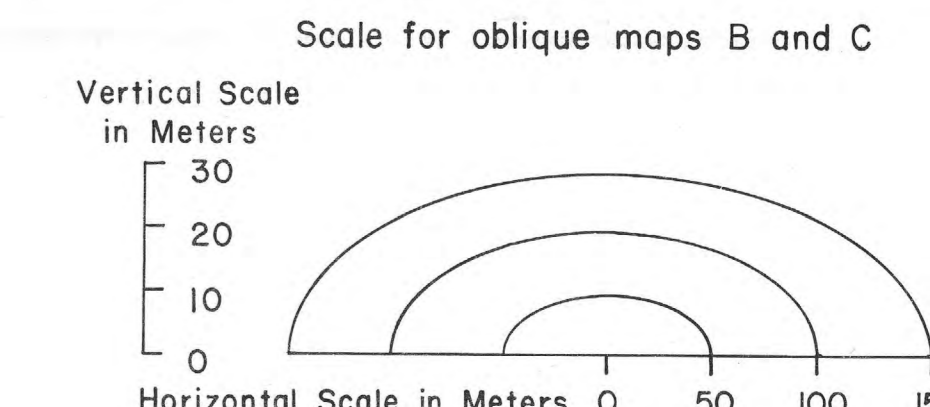 Scale for oblique maps B and C
Vertical Scale
in Meters
30
20
10
0
Horizontal Scale in Meters 0 50 100